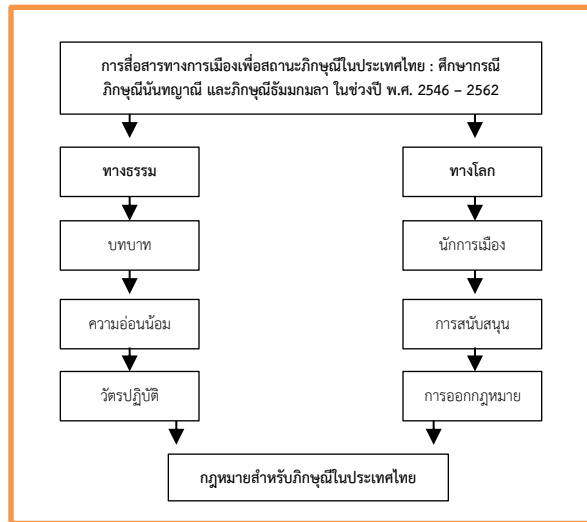 การสื่อสารทางการเมืองเพื่อสถานะภิกษุณีในประเทศไทย : ศึกษากรณี
ภิกษุณีนันทญาณี และภิกษุณีธัมมกมลา ในช่วงปี พ.ศ. 2546 – 2562
ทางธรรม
ทางโลก
บทบาท
นักการเมือง
ความอ่อนน้อม
การสนับสนุน
วัตรปฏิบัติ
การออกกฎหมาย
กฎหมายสำหรับภิกษุณีในประเทศไทย